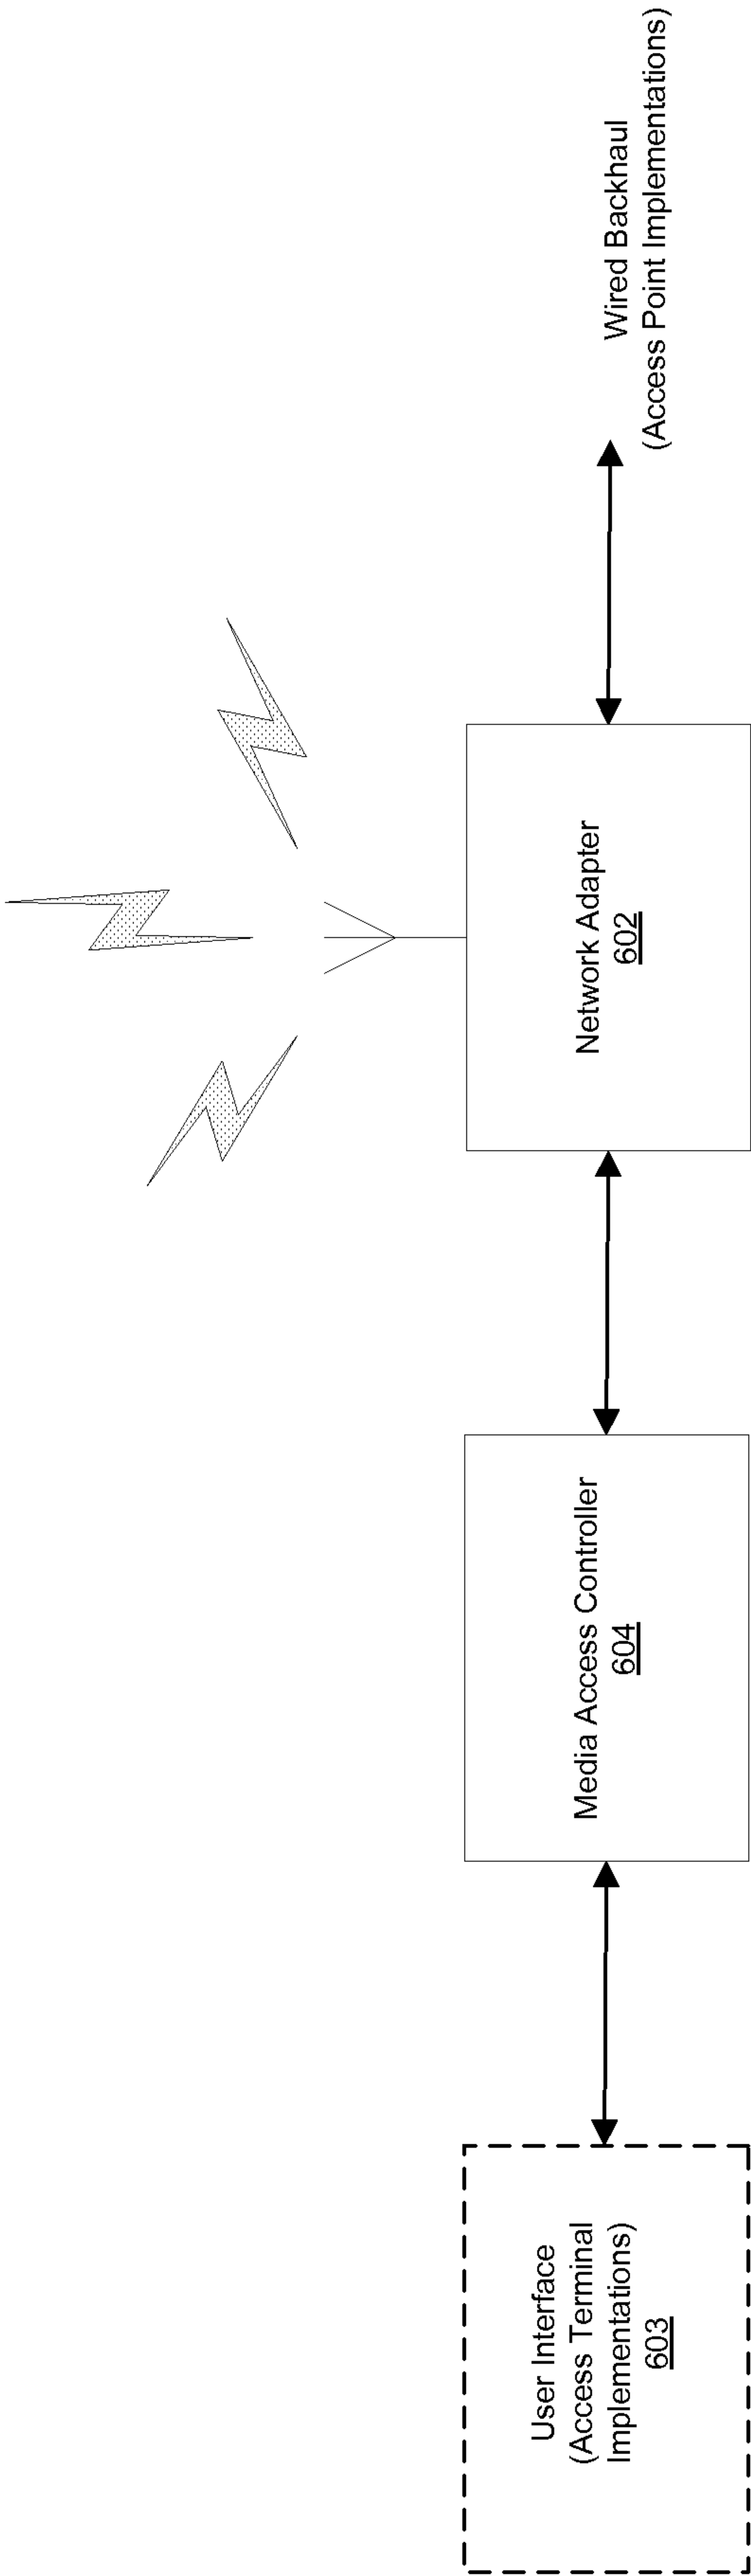 User Interface
(Access Terminal
Implementations)
603
Media Access Controller
604
Network Adapter
602
Wired Backhaul
(Access Point Implementations)